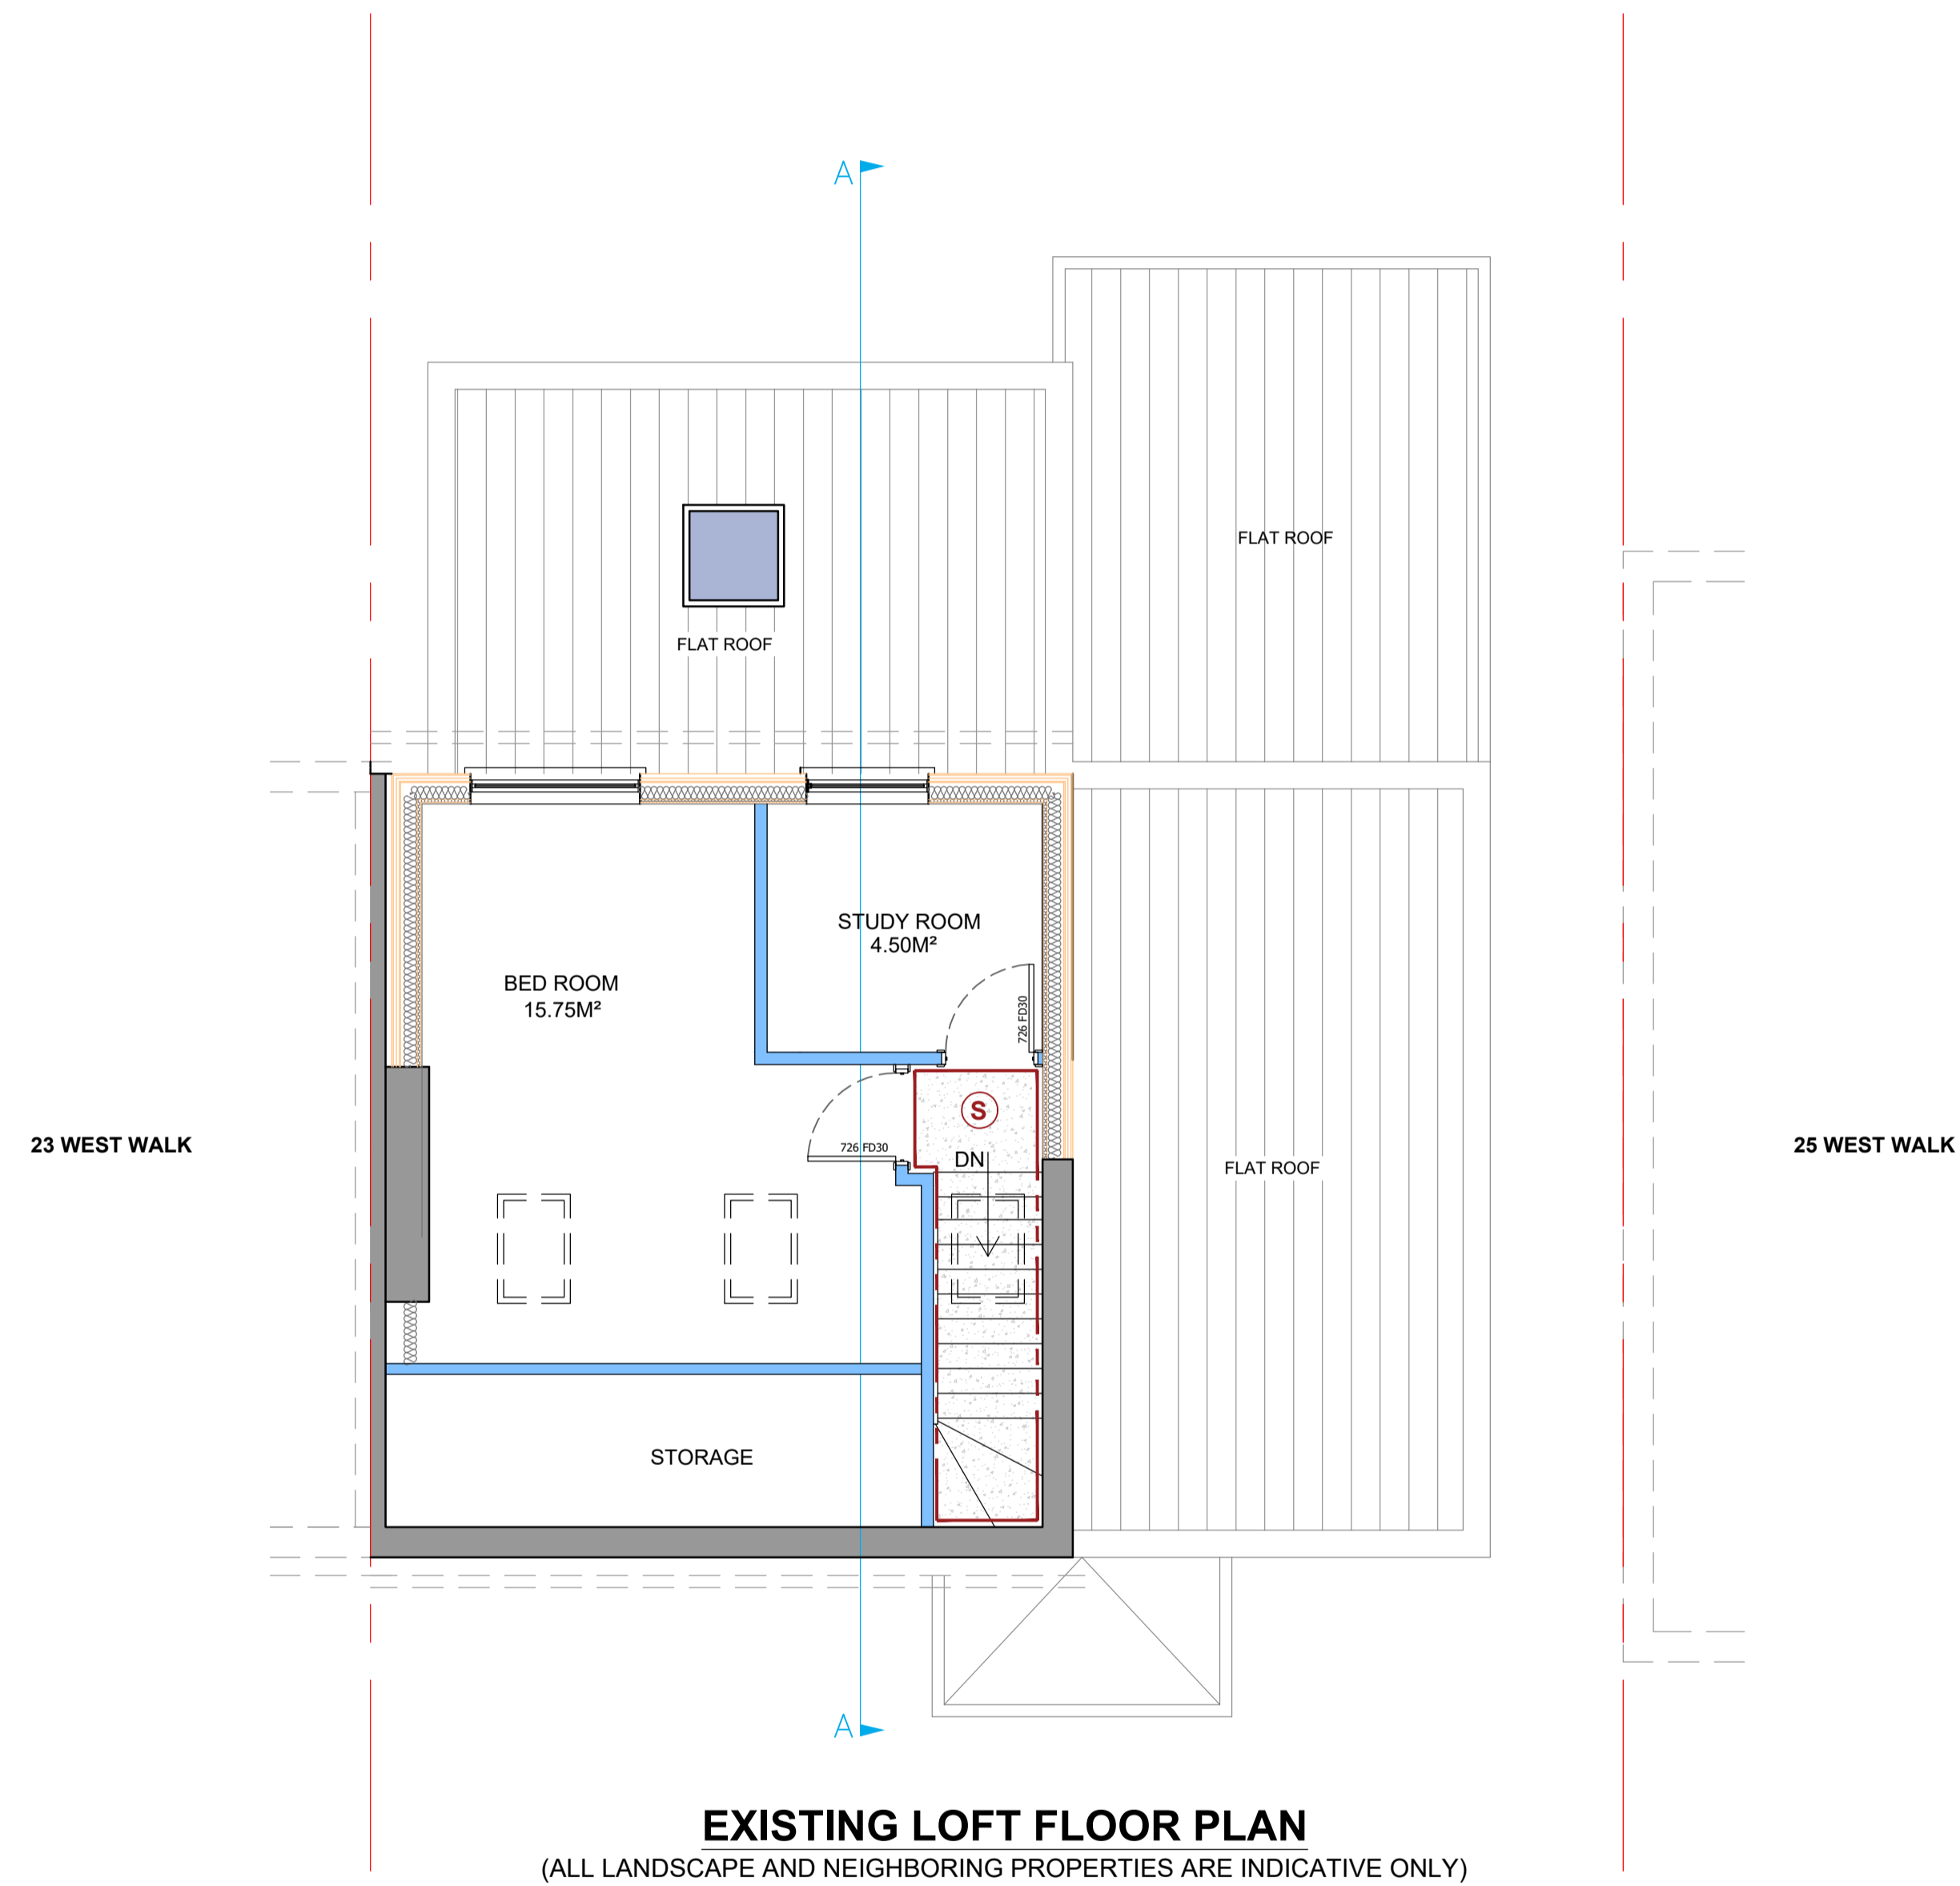 A
FLAT ROOF
FLAT ROOF
STUDY ROOM
4.50M²
BED ROOM
15.75M²
726 FD30
S
23 WEST WALK
726 FD30
DN
FLAT ROOF
25 WEST WALK
STORAGE
A
EXISTING LOFT FLOOR PLAN
(ALL LANDSCAPE AND NEIGHBORING PROPERTIES ARE INDICATIVE ONLY)